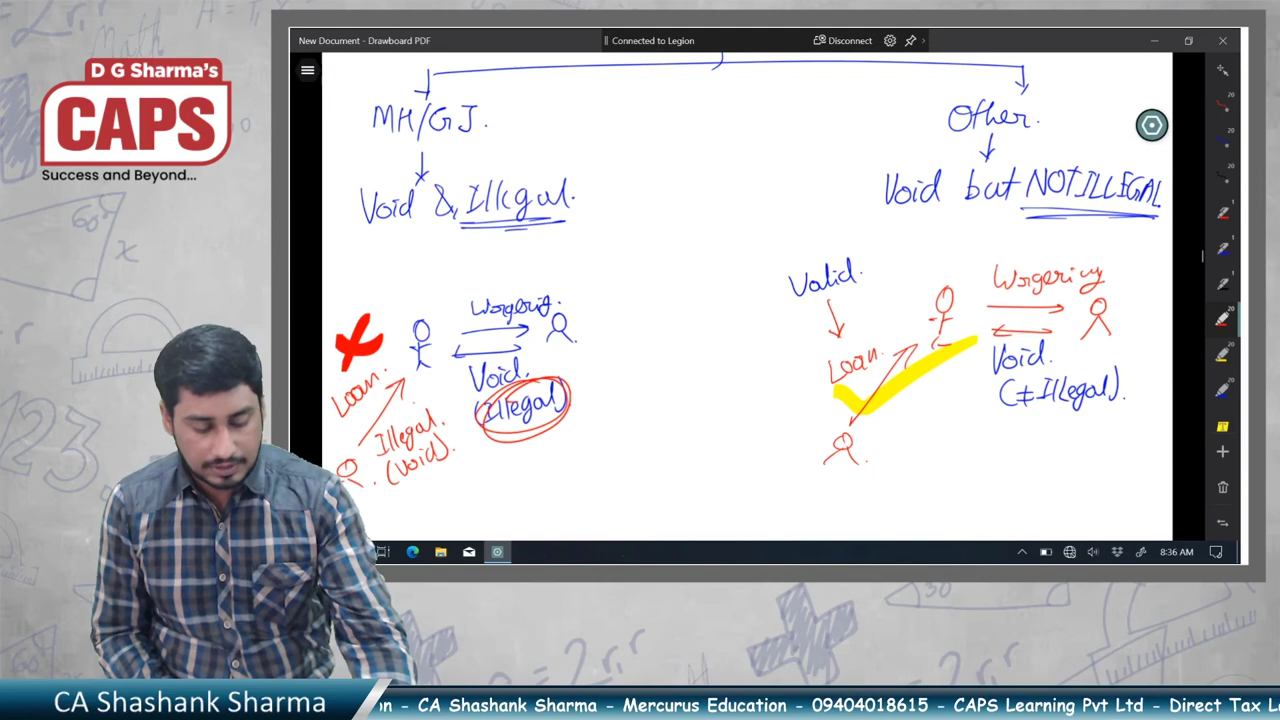 D G Sharma's
CAPS
Success and Beyond...
New Document - Drawboard PDF
Connected to Legion
Disconnect
MH/GJ.
Other.
Void & Illegal.
Void but NOT ILLEGAL.
Wagering.
Void.
(Illegal)
Loan.
Illegal.
(Void).
Valid.
Loan.
Wagering
Void.
(≠Illegal).
8:36 AM
CA Shashank Sharma
on - CA Shashank Sharma - Mercurus Education - 09404018615 - CAPS Learning Pvt Ltd - Direct Tax L